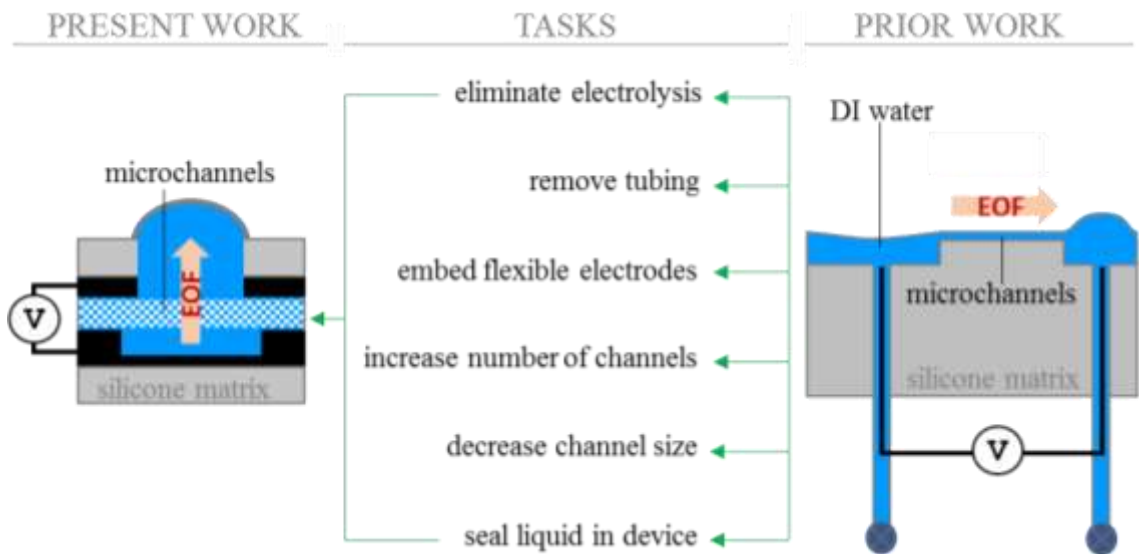 PRESENT WORK
TASKS
PRIOR WORK
eliminate electrolysis
DI water
microchannels
remove tubing
EOF
embed flexible electrodes
EOF
microchannels
V
increase number of channels
silicone matrix
silicone matrix
decrease channel size
V
seal liquid in device